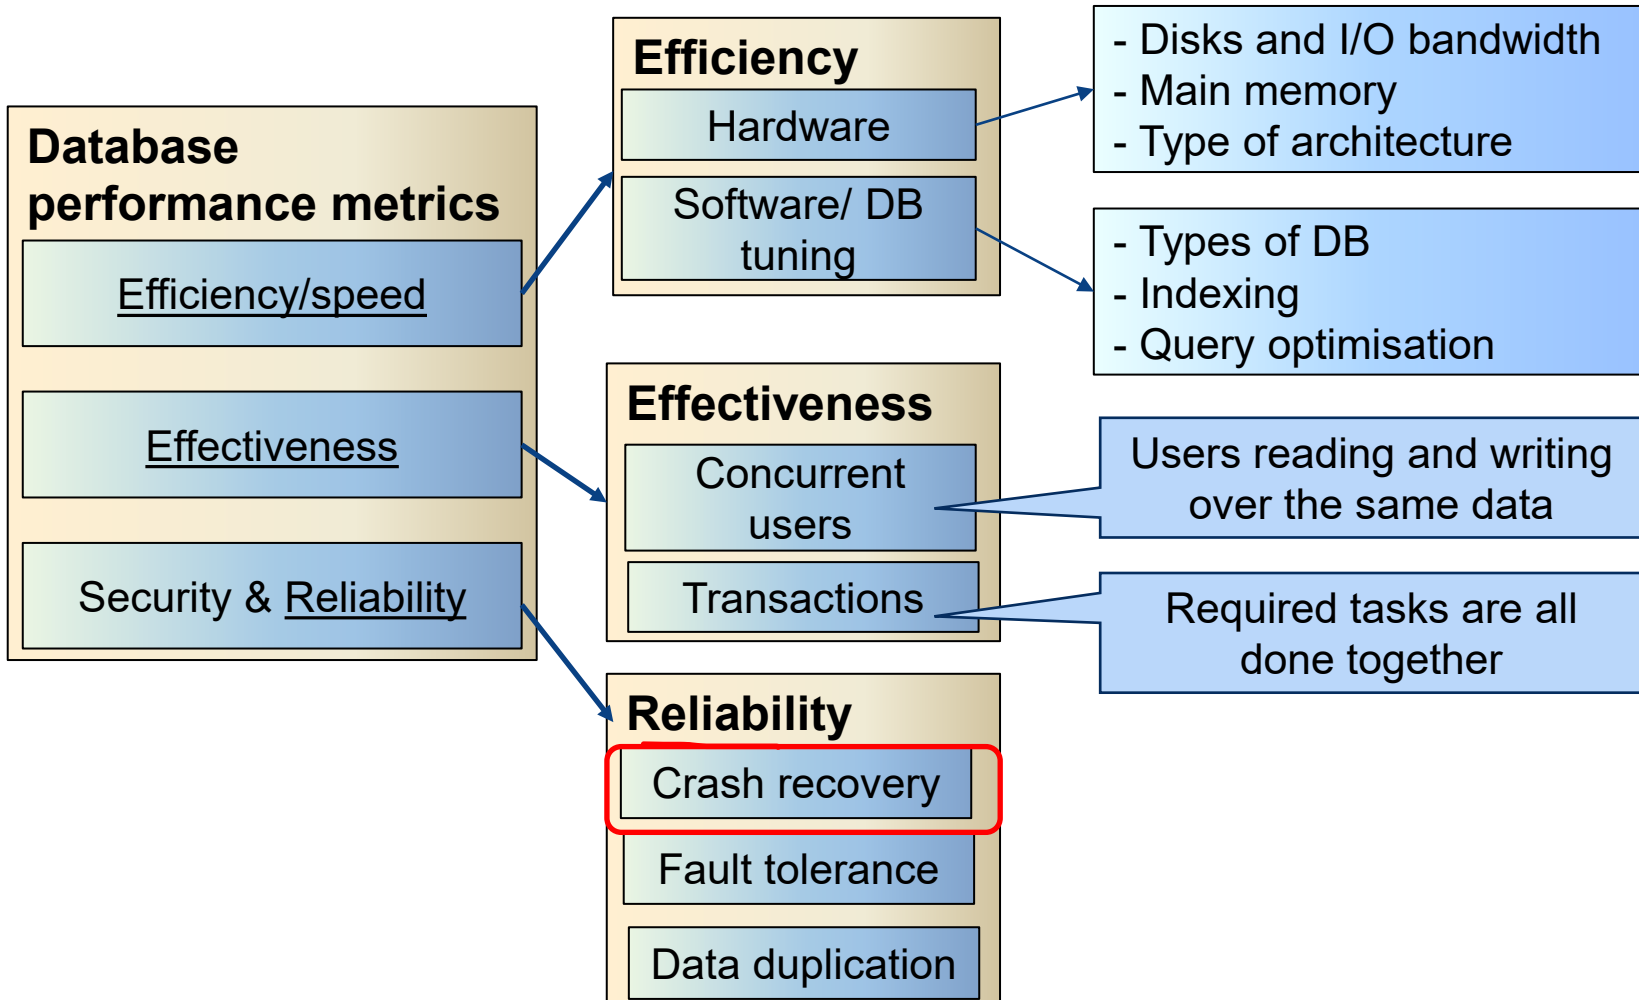 Database
performance metrics
Efficiency/speed
Effectiveness
Security & Reliability
Efficiency
Hardware
Software/ DB
tuning
- Disks and I/O bandwidth
- Main memory
- Type of architecture
- Types of DB
- Indexing
- Query optimisation
Effectiveness
Concurrent
users
Transactions
Users reading and writing
over the same data
Required tasks are all
done together
Reliability
Crash recovery
Fault tolerance
Data duplication